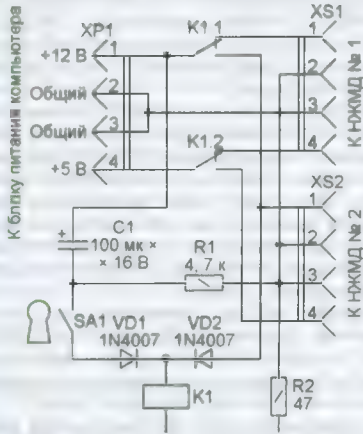 К блоку питания компьютера
XP1
1
+12 В
2
Общий
3
Общий
4
+5 В
K1.1
K1.2
XS1
1
2
3
4
К НЖМД № 1
XS2
1
2
3
4
К НЖМД № 2
C1
100 мк ×
× 16 В
+
R1
4,7 к
SA1
VD1
1N4007
VD2
1N4007
K1
R2
47